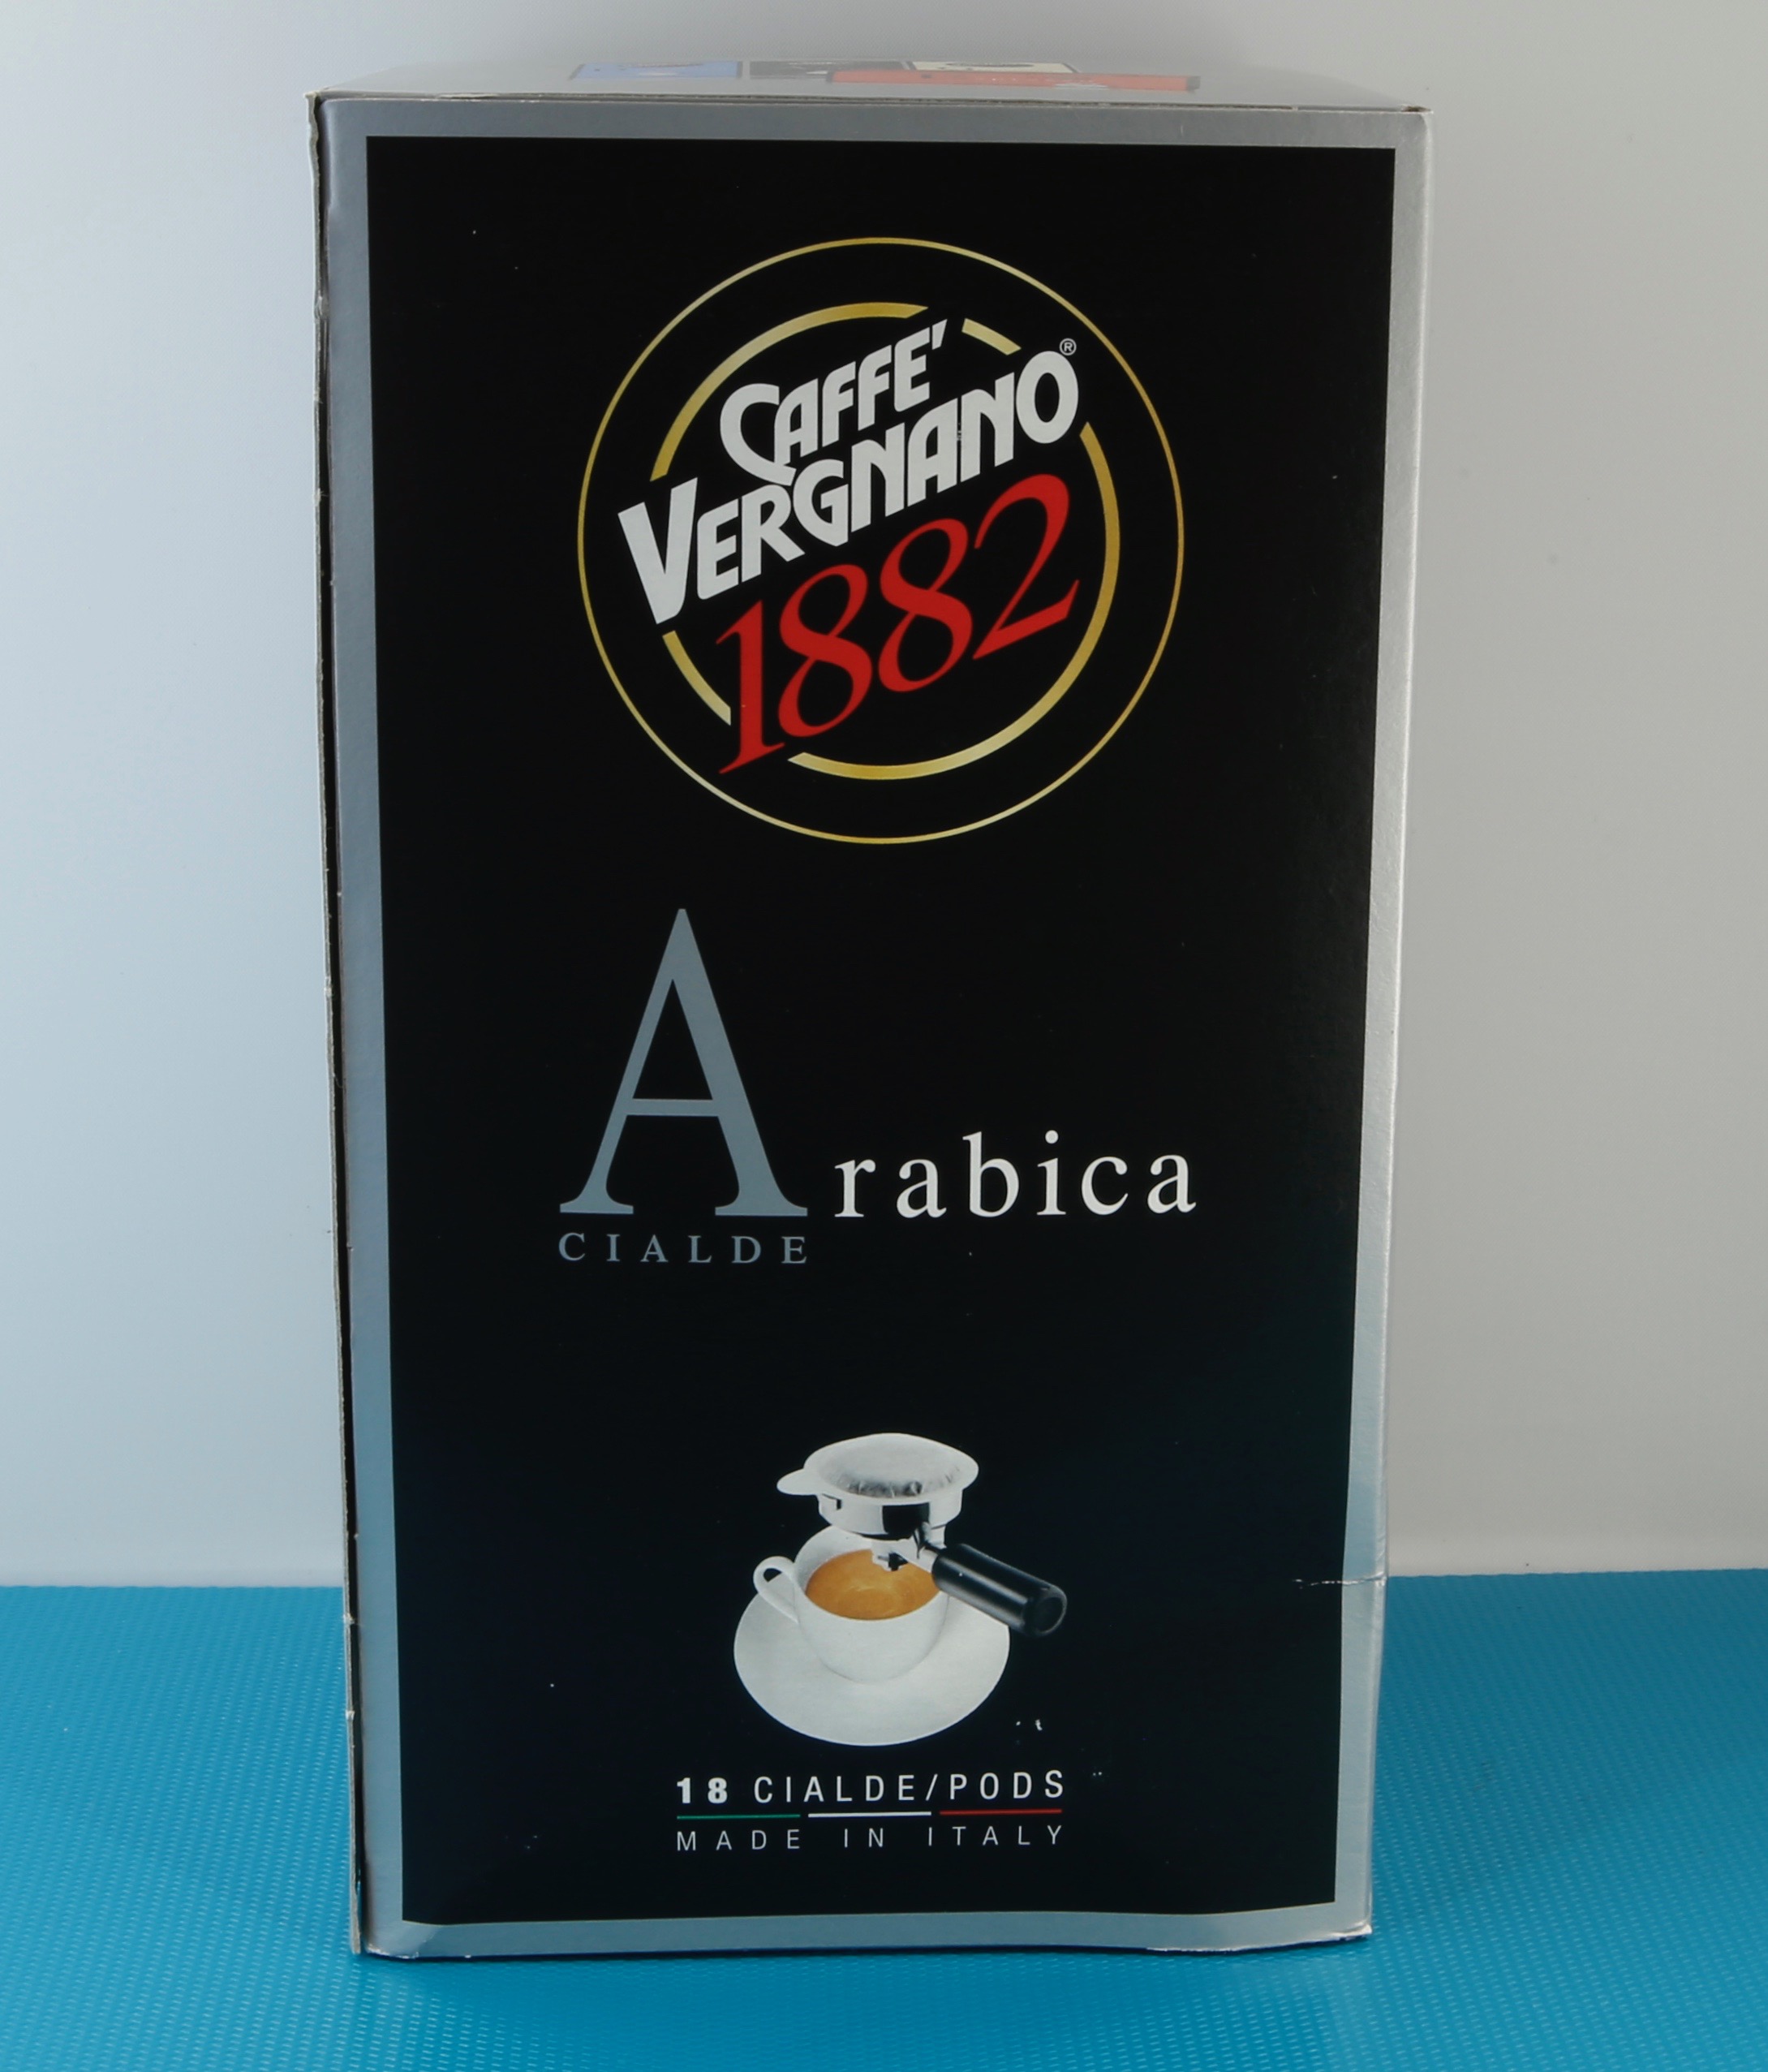 CAFFE'
VERGNANO®
1882
Arabica
CIALDE
18 CIALDE/PODS
MADE IN ITALY